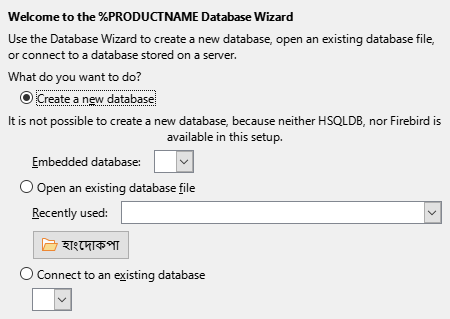 Welcome to the %PRODUCTNAME Database Wizard
Use the Database Wizard to create a new database, open an existing database file,
or connect to a database stored on a server.
What do you want to do?
Create a new database
It is not possible to create a new database, because neither HSQLDB, nor Firebird is
available in this setup.
Embedded database:
Open an existing database file
Recently used:
হাংদোকপা
Connect to an existing database